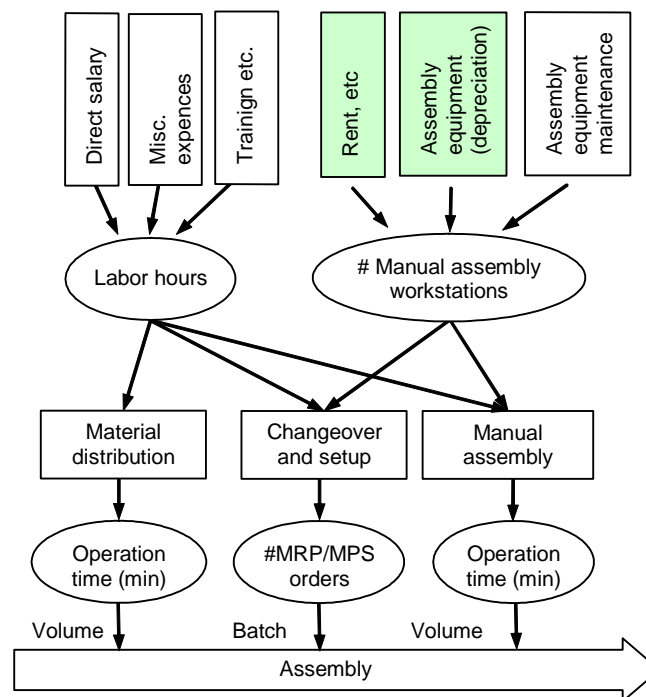 Direct salary
Misc.
expences
Trainign etc.
Rent, etc
Assembly
equipment
(depreciation)
Assembly
equipment
maintenance
Labor hours
# Manual assembly
workstations
Material
distribution
Changeover
and setup
Manual
assembly
Operation
time (min)
#MRP/MPS
orders
Operation
time (min)
Volume
Batch
Volume
Assembly